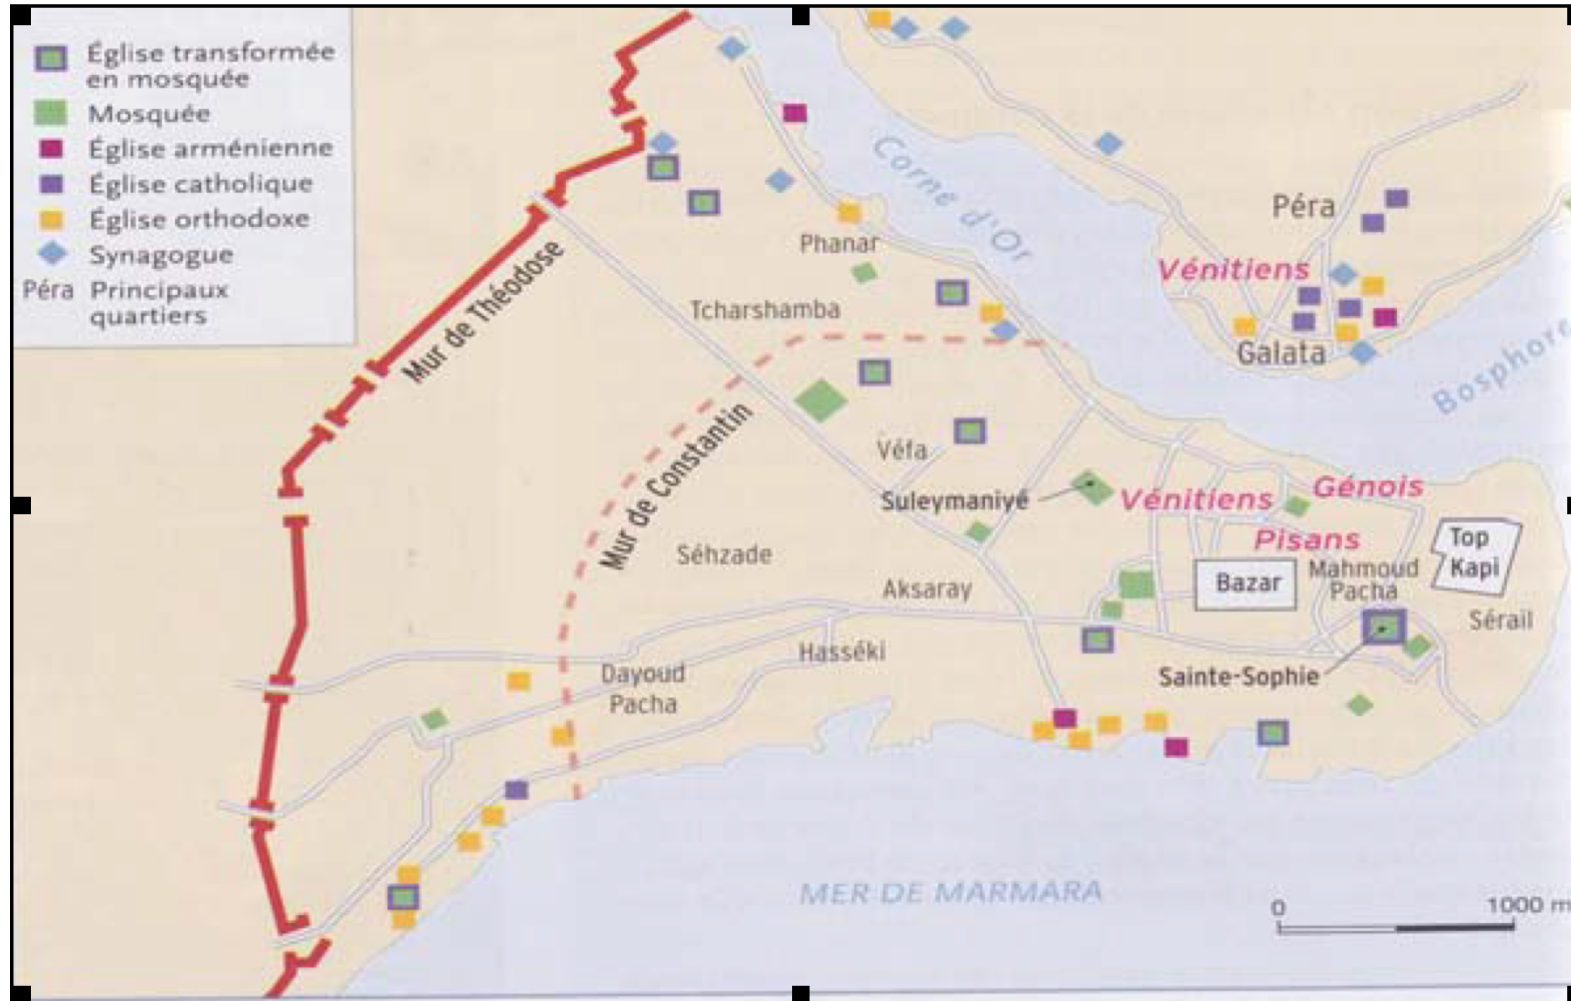 Église transformée
en mosquée
Mosquée
Église arménienne
Église catholique
Église orthodoxe
Synagogue
Péra Principaux
quartiers
Mur de Théodose
Corne d'Or
Péra
Phanar
Vénitiens
Tcharshamba
Galata
Bosphore
Mur de Constantin
Véfa
Suleymaniyé
Vénitiens
Génois
Pisans
Top
Kapi
Séhzade
Bazar
Mahmoud
Pacha
Aksaray
Sérail
Hasséki
Dayoud
Pacha
Sainte-Sophie
MER DE MARMARA
0 1000 m